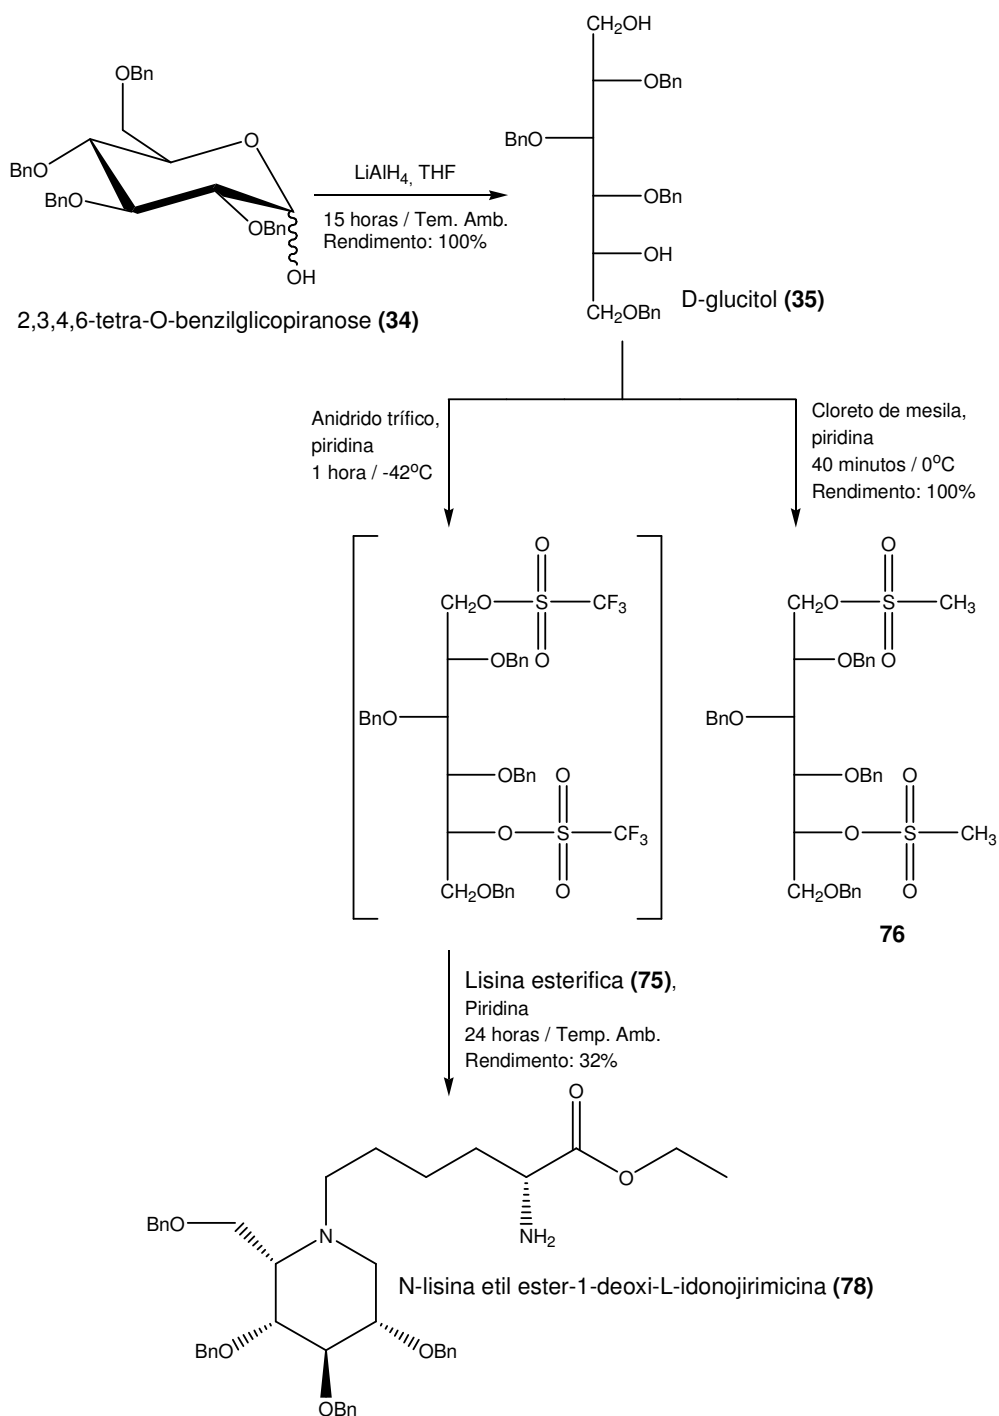 CH2OH
OBn
OBn
BnO
O
BnO
BnO
OBn
OH
LiAlH4, THF
15 horas / Tem. Amb.
Rendimento: 100%
OBn
OH
CH2OBn
D-glucitol (35)
2,3,4,6-tetra-O-benzilglicopiranose (34)
Anidrido trífico,
piridina
1 hora / -42°C
Cloreto de mesila,
piridina
40 minutos / 0°C
Rendimento: 100%
O
CH2O S CF3
OBn O
BnO
OBn O
O S CF3
CH2OBn O
O
CH2O S CH3
OBn O
BnO
OBn O
O S CH3
CH2OBn O
76
Lisina esterifica (75),
Piridina
24 horas / Temp. Amb.
Rendimento: 32%
O
O
NH2
BnO
N
N-lisina etil ester-1-deoxi-L-idonojirimicina (78)
BnO
OBn
OBn